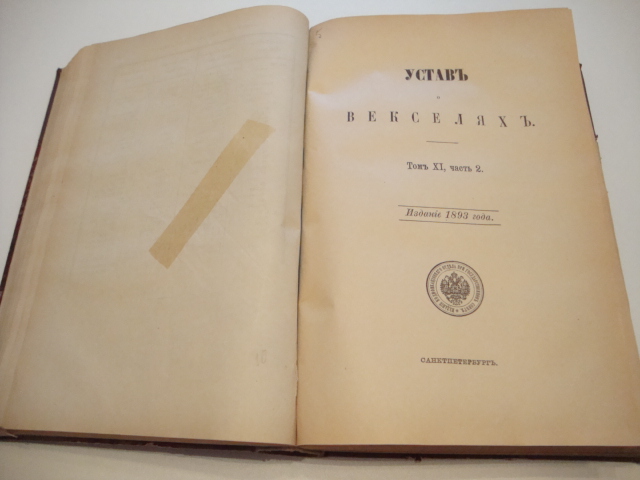 УСТАВЪ
о
ВЕКСЕЛЯХЪ.
Томъ XI, часть 2.
Изданіе 1893 года.
САНКТПЕТЕРБУРГЪ.